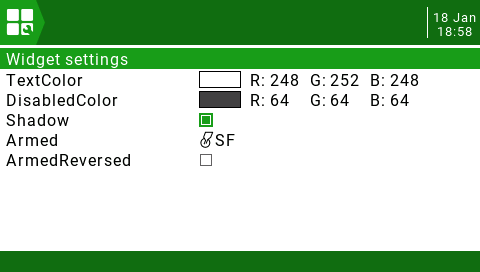 18 Jan
18:58
Widget settings
TextColor R: 248 G: 252 B: 248
DisabledColor R: 64 G: 64 B: 64
Shadow
Armed SF
ArmedReversed